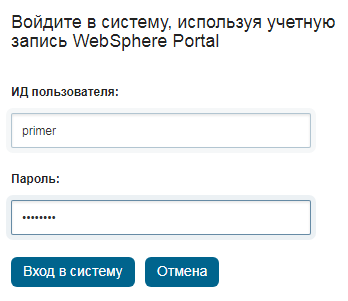 Войдите в систему, используя учетную
запись WebSphere Portal
ИД пользователя:
primer
Пароль:
••••••••
Вход в систему
Отмена